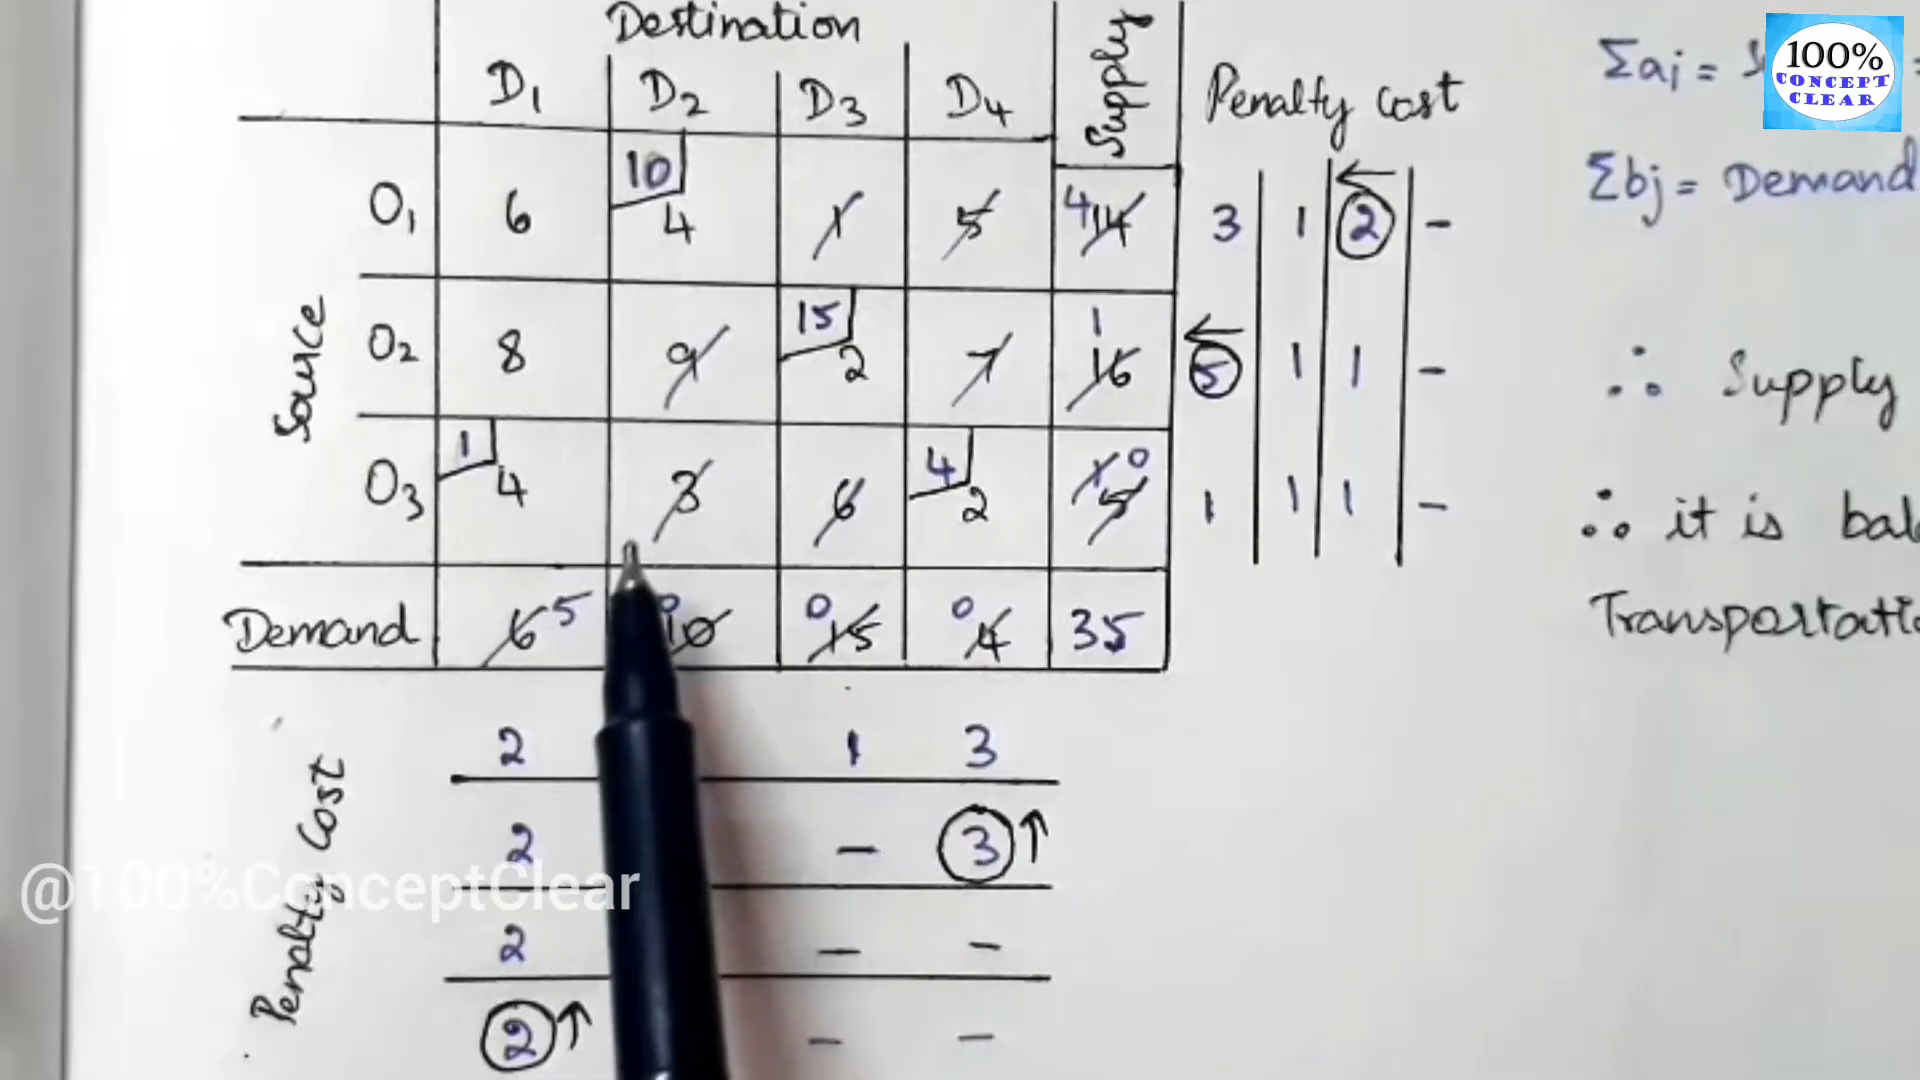 Destination
D1 D2 D3 D4 Supply Penalty Cost
O1 6 10 4 1 5 4 14 3 1 2 -
Source
O2 8 9 15 2 7 1 16 5 1 1 -
O3 1 4 3 6 4 2 1 0 5 1 1 1 -
Demand 6 5 0 10 0 15 0 4 35
Penalty Cost
2 1 3
2 - 3 ↑
2 - -
2 ↑ - -
Σai =
Σbj = Demand
∴ Supply
∴ it is
100%
CONCEPT
CLEAR
@100%ConceptClear